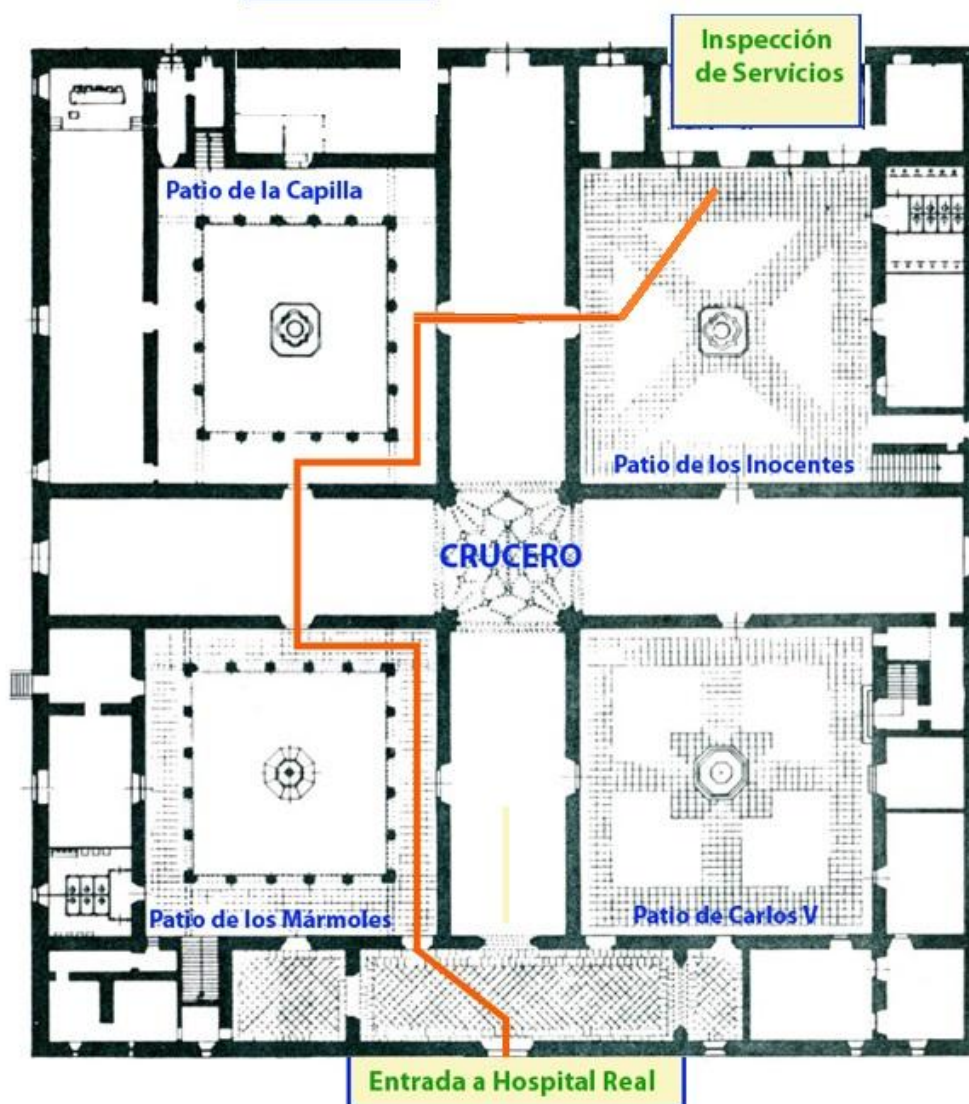 Inspección
de Servicios
Patio de la Capilla
Patio de los Inocentes
CRUCERO
Patio de los Mármoles
Patio de Carlos V
Entrada a Hospital Real